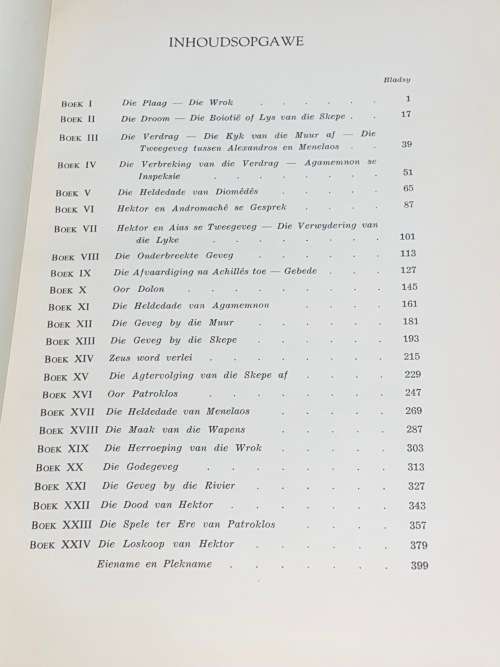 INHOUDSOPGAWE
Bladsy
BOEK I Die Plaag — Die Wrok . . . . . . 1
BOEK II Die Droom — Die Boiotië of Lys van die Skepe . . 17
BOEK III Die Verdrag — Die Kyk van die Muur af — Die
Tweegeveg tussen Alexandros en Menelaos . . 39
BOEK IV Die Verbreking van die Verdrag — Agamemnon se
Inspeksie . . . . . . . . 51
BOEK V Die Heldedade van Diomêdês . . . . . 65
BOEK VI Hektor en Andromachê se Gesprek . . . . 87
BOEK VII Hektor en Aias se Tweegeveg — Die Verwydering van
die Lyke . . . . . . . . 101
BOEK VIII Die Onderbreekte Geveg . . . . . . 113
BOEK IX Die Afvaardiging na Achillês toe — Gebede . . . 127
BOEK X Oor Dolon . . . . . . . . 145
BOEK XI Die Heldedade van Agamemnon . . . . 161
BOEK XII Die Geveg by die Muur . . . . . . 181
BOEK XIII Die Geveg by die Skepe . . . . . . 193
BOEK XIV Zeus word verlei . . . . . . . 215
BOEK XV Die Agtervolging van die Skepe af . . . . 229
BOEK XVI Oor Patroklos . . . . . . . 247
BOEK XVII Die Heldedade van Menelaos . . . . . 269
BOEK XVIII Die Maak van die Wapens . . . . . 287
BOEK XIX Die Herroeping van die Wrok . . . . . 303
BOEK XX Die Godegeveg . . . . . . . 313
BOEK XXI Die Geveg by die Rivier . . . . . . 327
BOEK XXII Die Dood van Hektor . . . . . . 343
BOEK XXIII Die Spele ter Ere van Patroklos . . . 357
BOEK XXIV Die Loskoop van Hektor . . . . . . 379
Eiename en Plekname . . . . . . 399